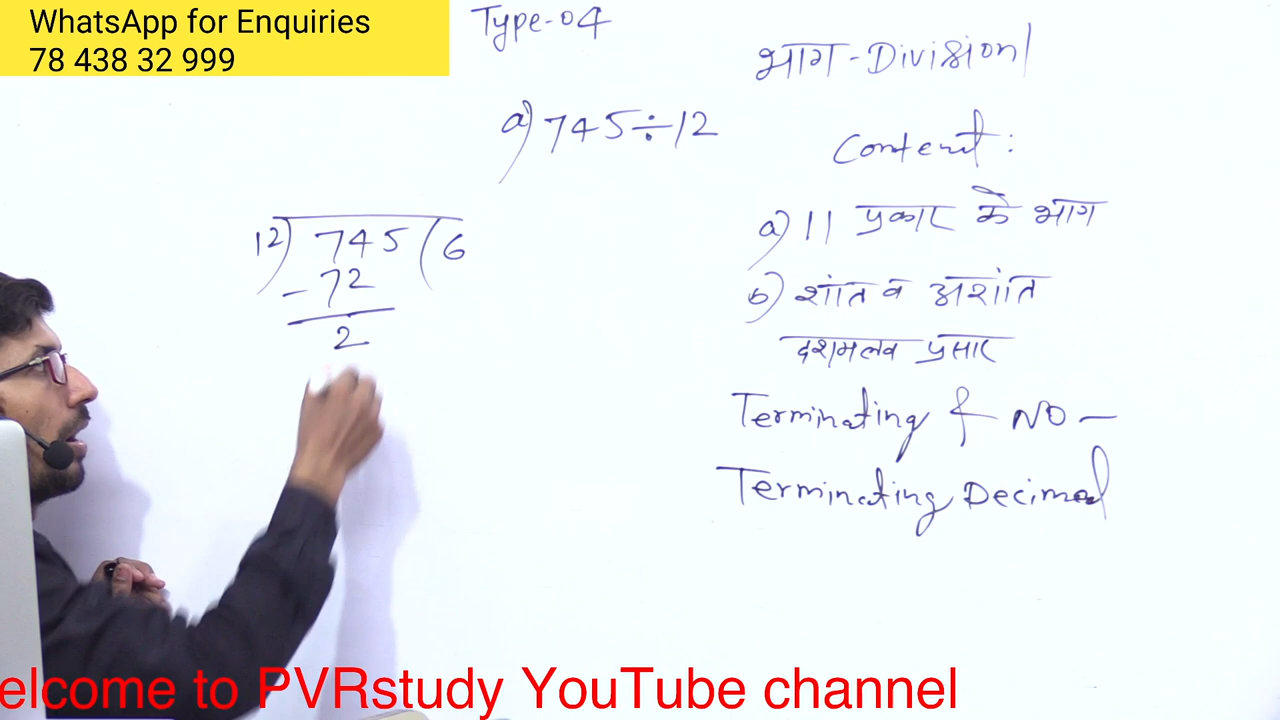 WhatsApp for Enquiries
78 438 32 999
Type-04
भाग-Division
a) 745÷12
Content:
a) 11 प्रकार के भाग
b) शांत व अशांत
दशमलव प्रसार
Terminating & NO-
Terminating Decimal
12) 745 (6
-72
2
elcome to PVRstudy YouTube channel